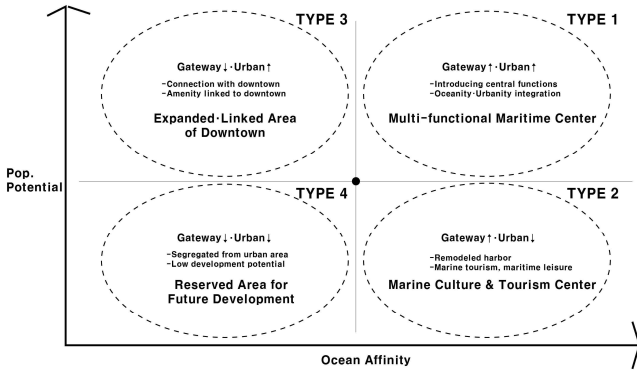 TYPE 3
Gateway↓·Urban↑
-Connection with downtown
-Amenity linked to downtown
Expanded·Linked Area
of Downtown
TYPE 1
Gateway↑·Urban↑
-Introducing central functions
-Oceanity·Urbanity integration
Multi-functional Maritime Center
Pop.
Potential
TYPE 4
Gateway↓·Urban↓
-Segregated from urban area
-Low development potential
Reserved Area for
Future Development
TYPE 2
Gateway↑·Urban↓
-Remodeled harbor
-Marine tourism, maritime leisure
Marine Culture & Tourism Center
Ocean Affinity